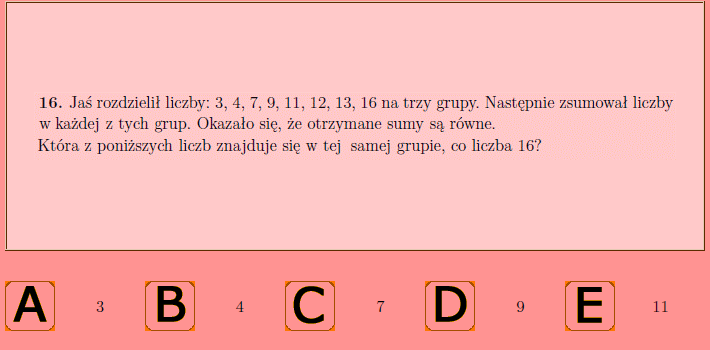 16. Jaś rozdzielił liczby: 3, 4, 7, 9, 11, 12, 13, 16 na trzy grupy. Następnie zsumował liczby
w każdej z tych grup. Okazało się, że otrzymane sumy są równe.
Która z poniższych liczb znajduje się w tej samej grupie, co liczba 16?
A 3 B 4 C 7 D 9 E 11